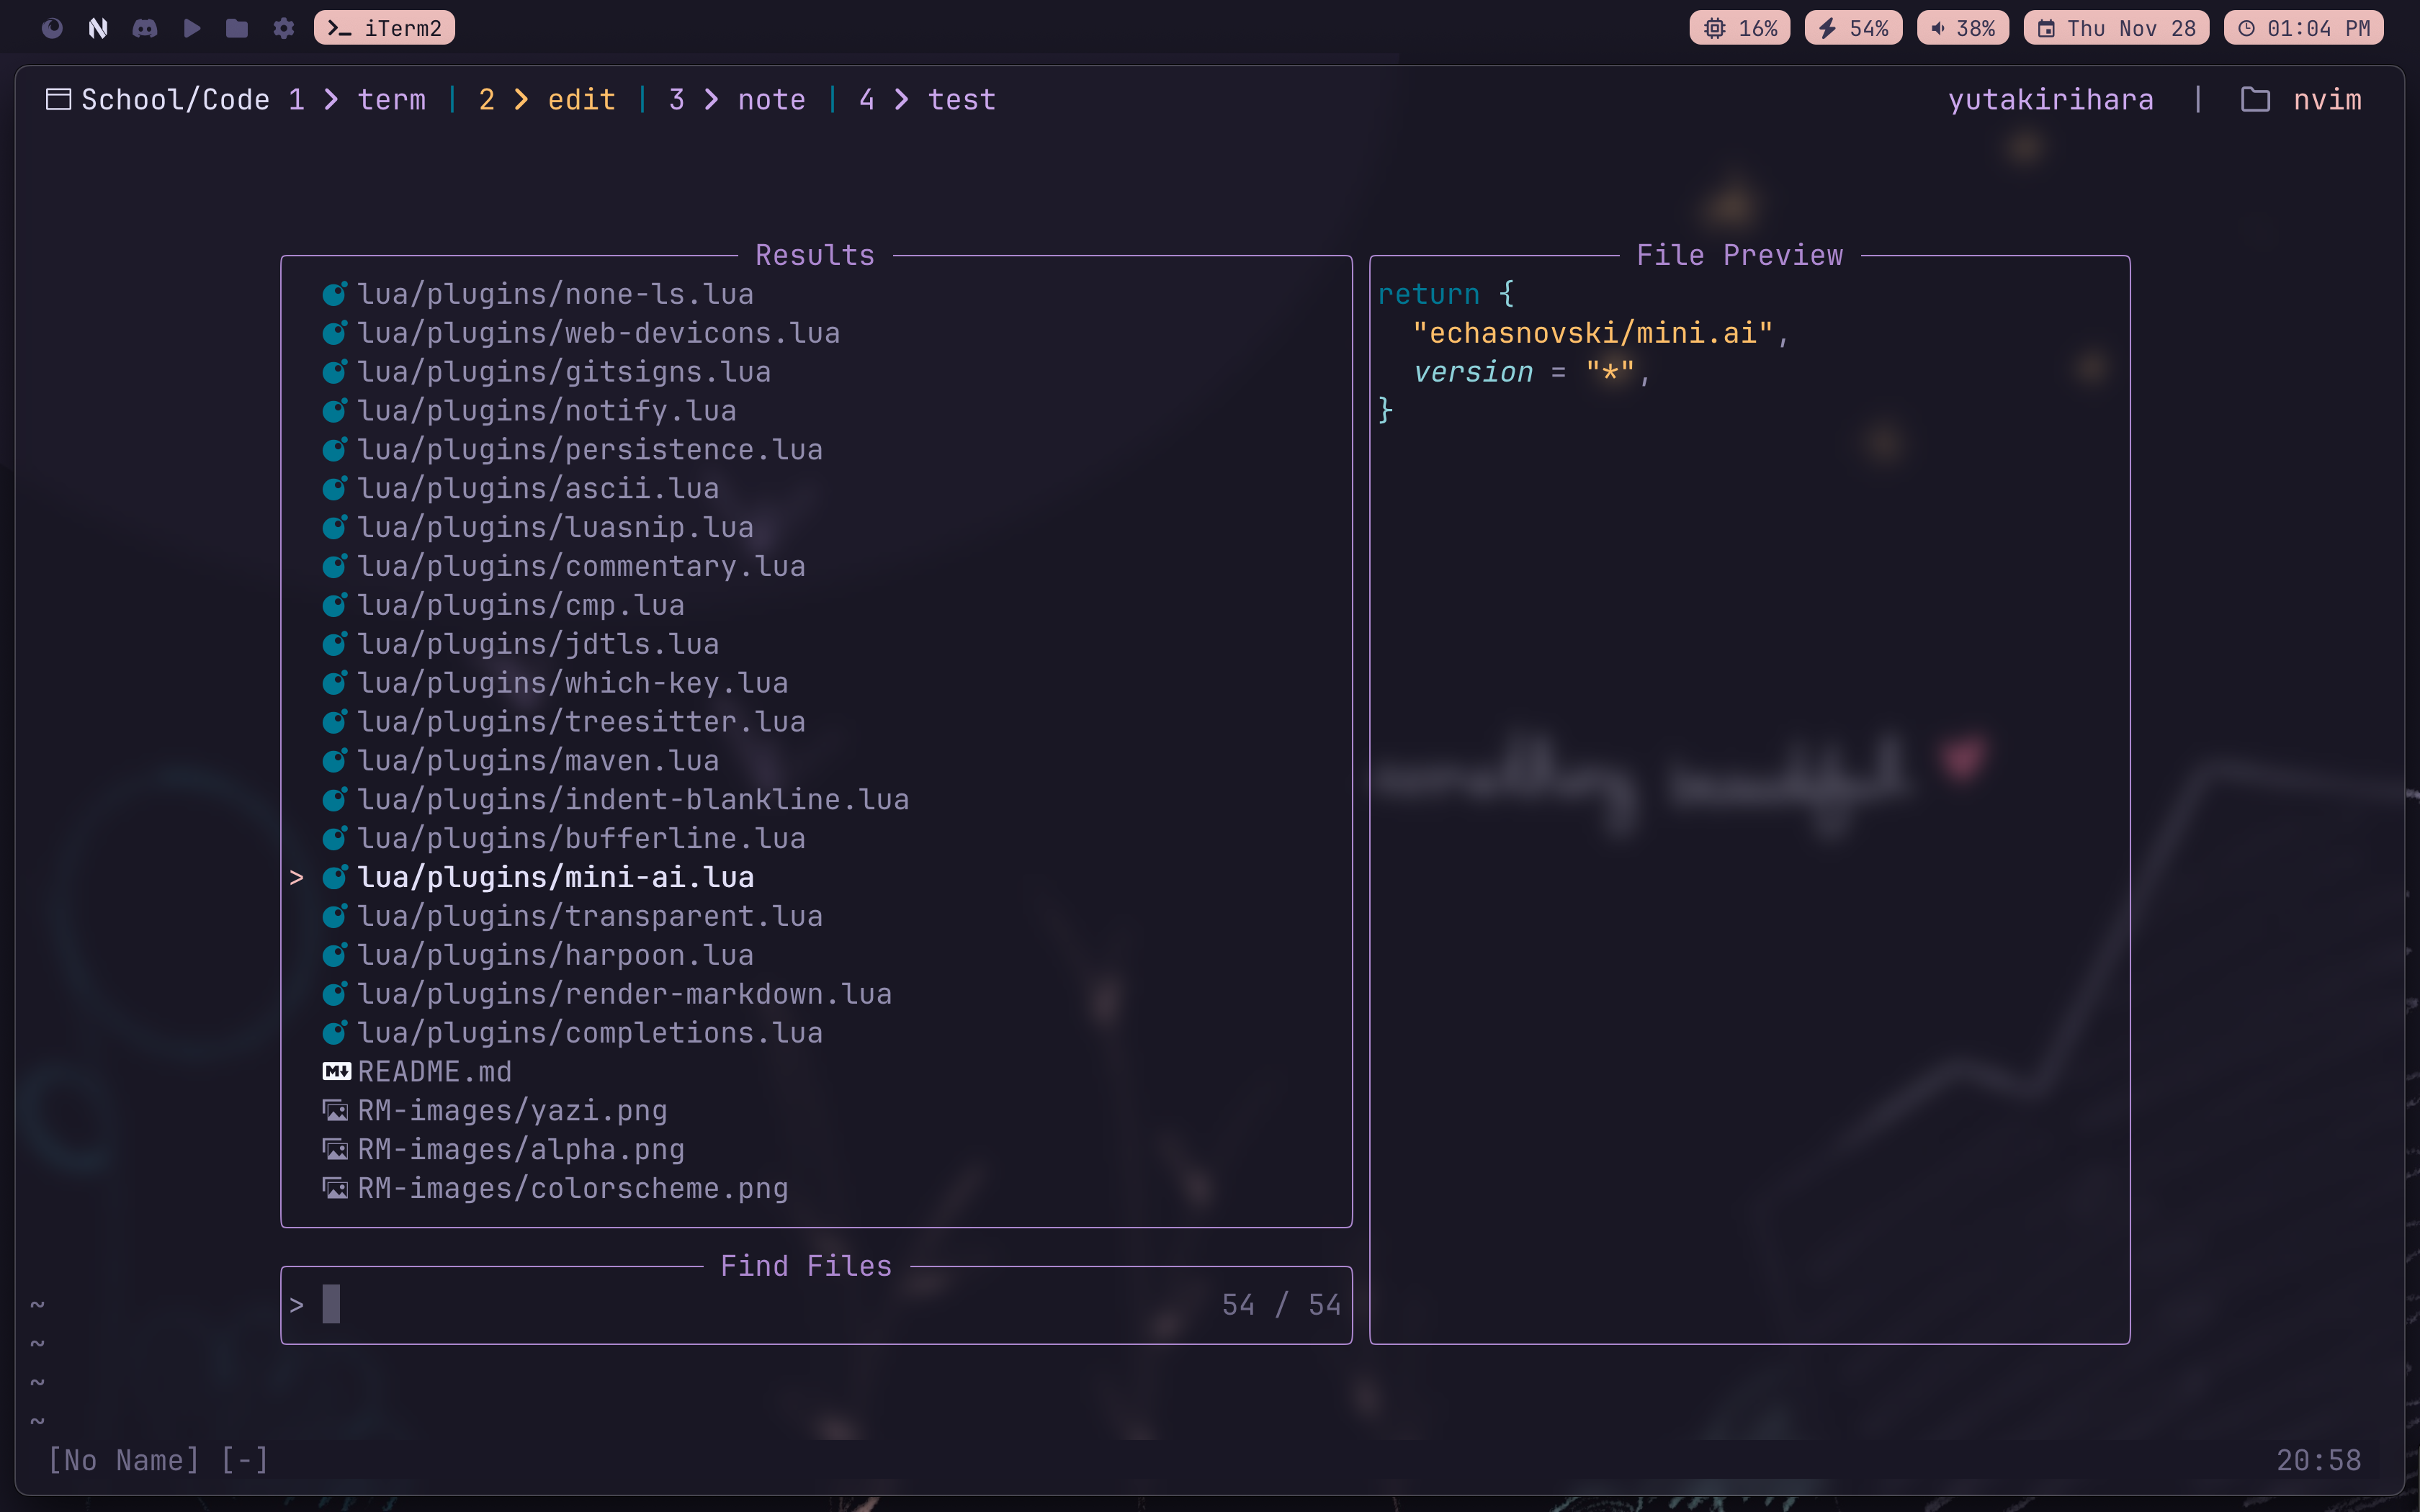 iTerm2 16% 54% 38% Thu Nov 28 01:04 PM
School/Code 1 > term | 2 > edit | 3 > note | 4 > test yutakirihara | nvim
Results
lua/plugins/none-ls.lua
lua/plugins/web-devicons.lua
lua/plugins/gitsigns.lua
lua/plugins/notify.lua
lua/plugins/persistence.lua
lua/plugins/ascii.lua
lua/plugins/luasnip.lua
lua/plugins/commentary.lua
lua/plugins/cmp.lua
lua/plugins/jdtls.lua
lua/plugins/which-key.lua
lua/plugins/treesitter.lua
lua/plugins/maven.lua
lua/plugins/indent-blankline.lua
lua/plugins/bufferline.lua
> lua/plugins/mini-ai.lua
lua/plugins/transparent.lua
lua/plugins/harpoon.lua
lua/plugins/render-markdown.lua
lua/plugins/completions.lua
README.md
RM-images/yazi.png
RM-images/alpha.png
RM-images/colorscheme.png
Find Files
> 54 / 54
File Preview
return {
"echasnovski/mini.ai",
version = "*",
}
~
~
~
~
[No Name] [-] 20:58